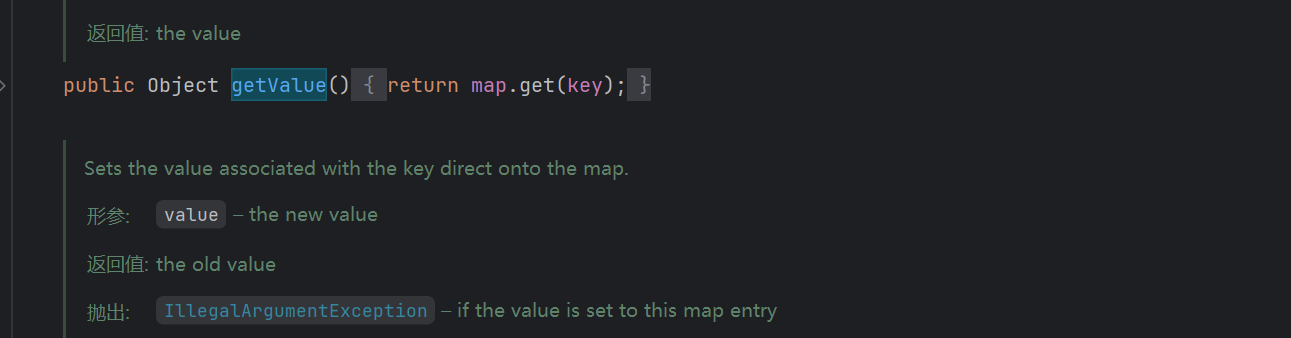 返回值: the value
public Object getValue() { return map.get(key); }
Sets the value associated with the key direct onto the map.
形参: value – the new value
返回值: the old value
抛出: IllegalArgumentException – if the value is set to this map entry